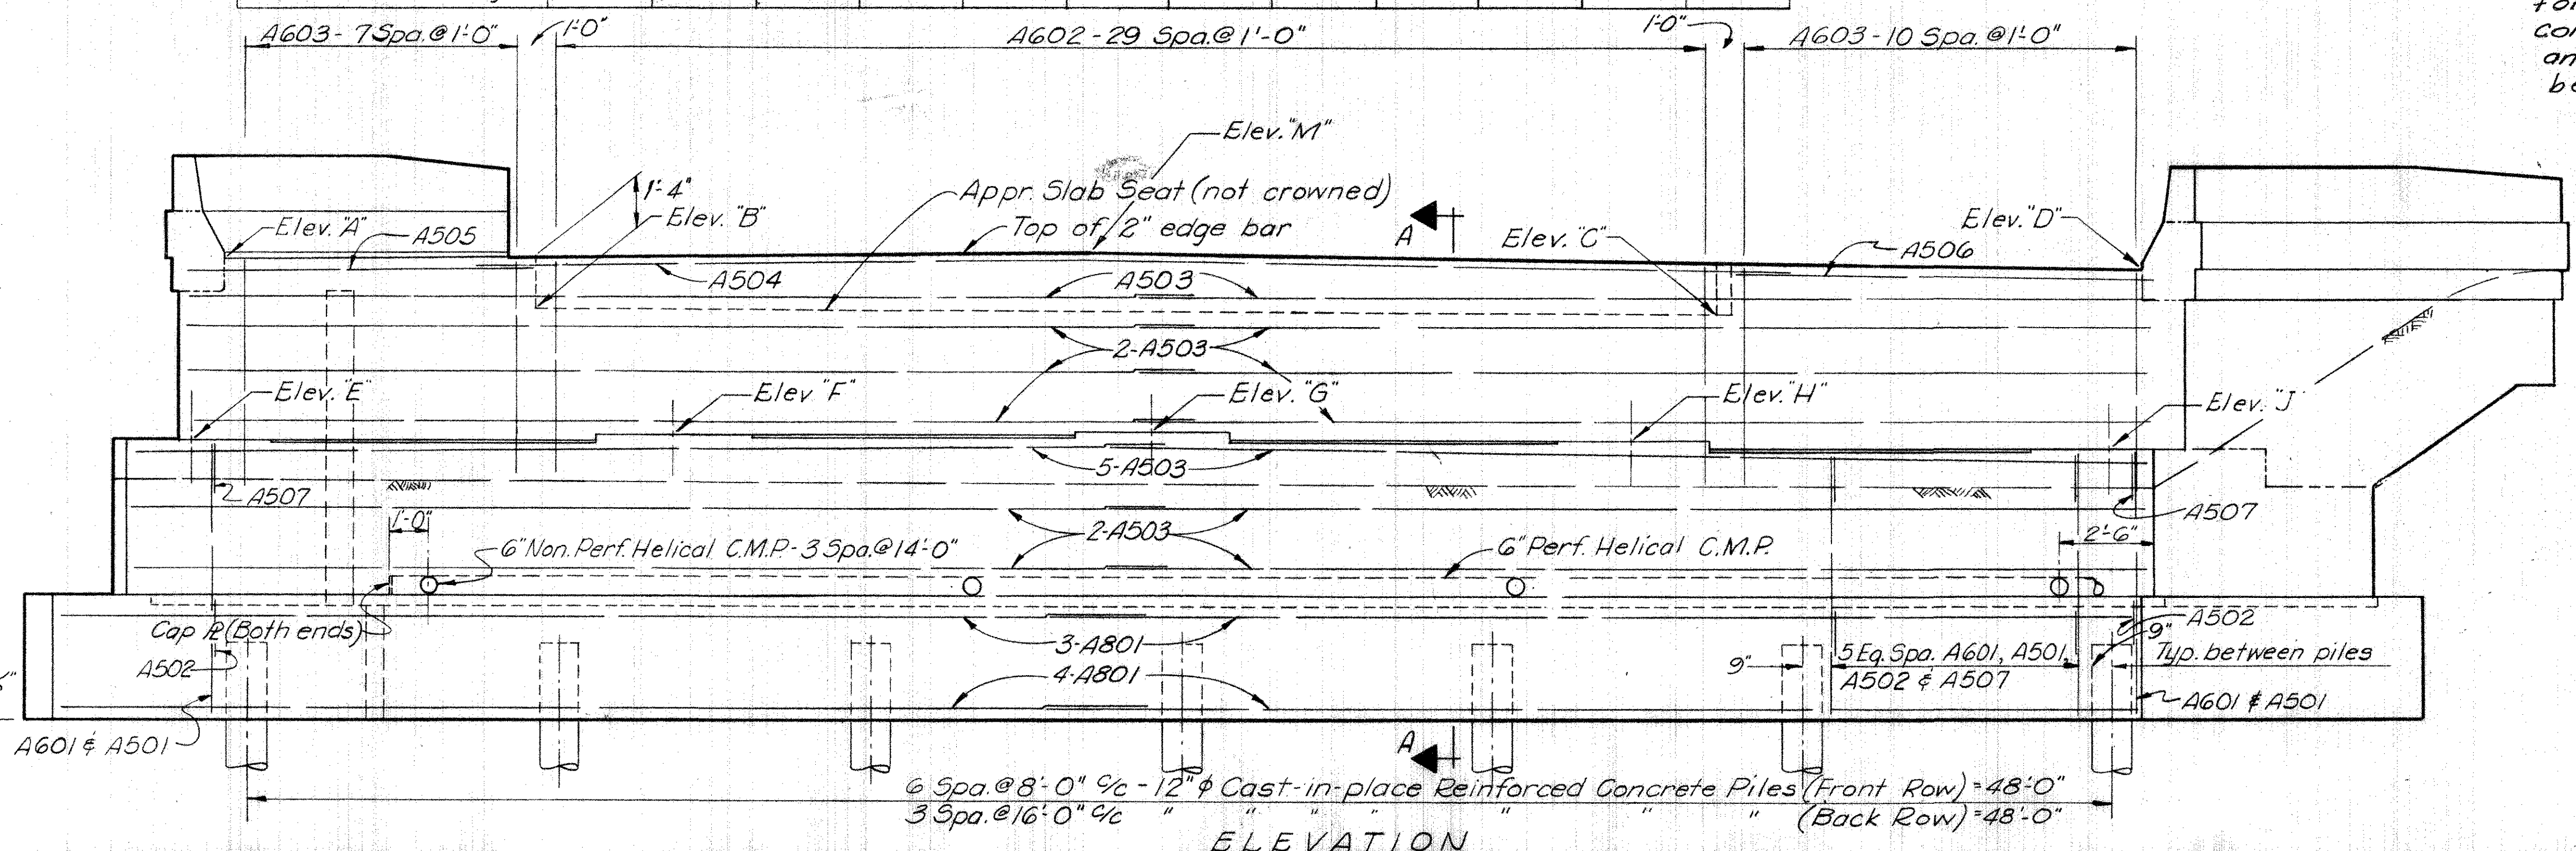 A603-7 Spa.@1'-0"
1'-0"
A602-29 Spa.@1'-0"
1'-0"
A603-10 Spa.@1'-0"
Elev. "M"
1'-4"
Elev. "B"
Appr. Slab Seat (not crowned)
Top of 2" edge bar
Elev. "A"
A505
A504
A503
A
Elev. "C"
Elev. "D"
A506
2-A503
Elev. "E"
Elev "F"
Elev. "G"
Elev. "H"
Elev. "J"
5-A503
A507
A507
1'-0"
2-A503
2'-6"
6" Non. Perf. Helical C.M.P.-3 Spa.@14'-0"
6" Perf. Helical C.M.P.
Cap ℞ (Both ends)
A502
3-A801
4-A801
9"
5 Eq. Spa. A601, A501,
A502 & A507
A502
9"
Typ. between piles
A601 & A501
A601 & A501
A
6 Spa.@8'-0" c/c - 12" φ Cast-in-place Reinforced Concrete Piles (Front Row) = 48'-0"
3 Spa.@16'-0" c/c " " " " " " " (Back Row) = 48'-0"
ELEVATION